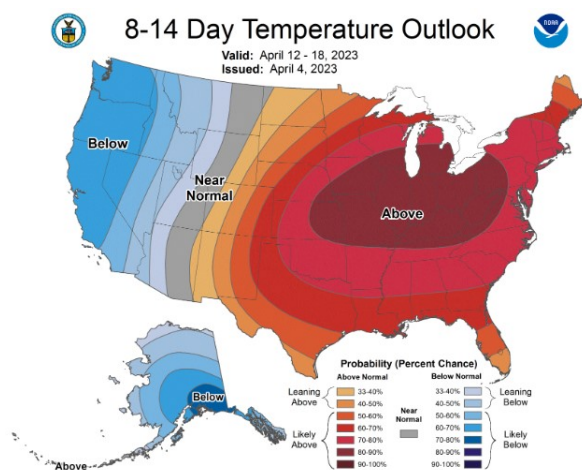 8-14 Day Temperature Outlook
Valid: April 12 - 18, 2023
Issued: April 4, 2023
NOAA
Below
Near
Normal
Above
Below
Above
Probability (Percent Chance)
Above Normal
Below Normal
Leaning
Above
33-40%
40-50%
Likely
Above
50-60%
60-70%
70-80%
80-90%
90-100%
Near
Normal
33-40%
40-50%
Leaning
Below
50-60%
60-70%
70-80%
80-90%
90-100%
Likely
Below